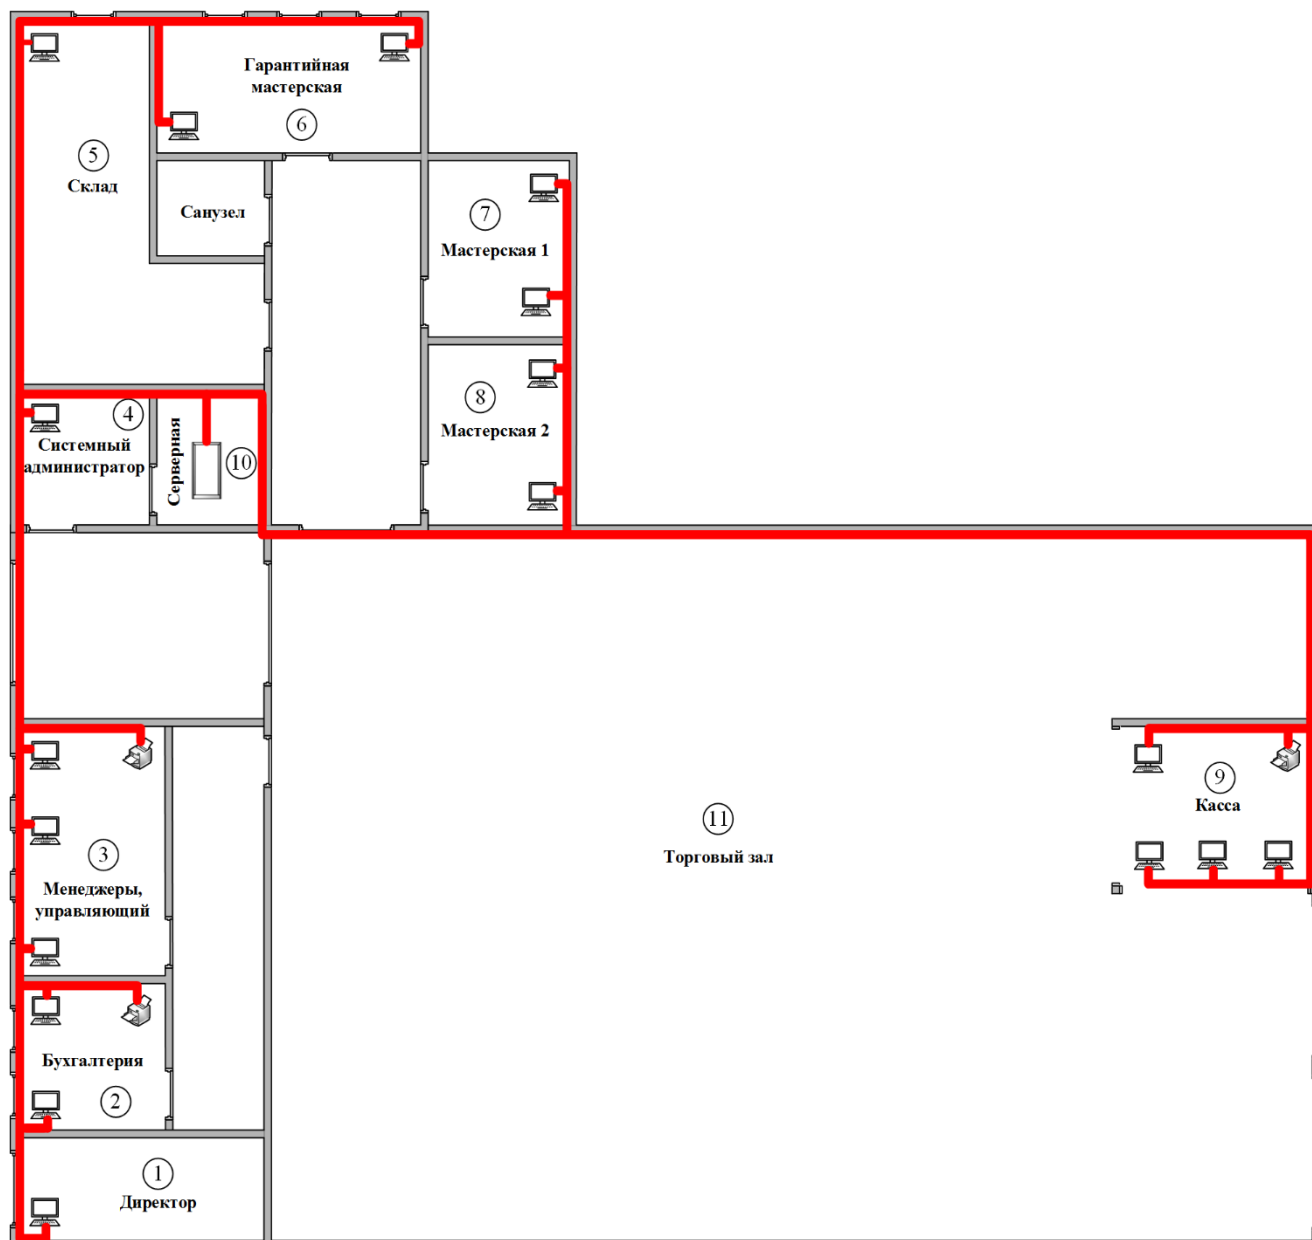 Гарантийная
мастерская
6
5
Склад
Санузел
7
Мастерская 1
8
Мастерская 2
4
Системный
администратор
Серверная
10
3
Менеджеры,
управляющий
11
Торговый зал
9
Касса
Бухгалтерия
2
1
Директор